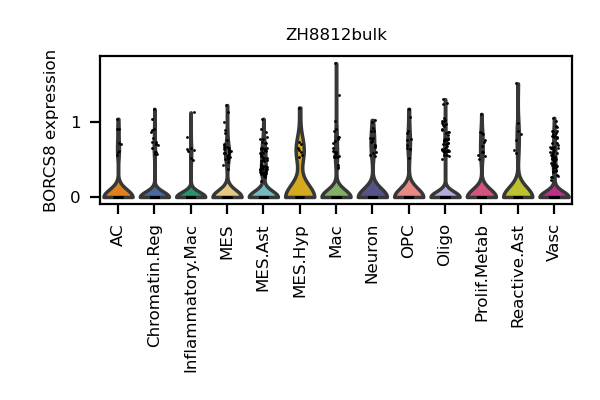 ZH8812bulk
BORCS8 expression
1
0
AC
Chromatin.Reg
Inflammatory.Mac
MES
MES.Ast
MES.Hyp
Mac
Neuron
OPC
Oligo
Prolif.Metab
Reactive.Ast
Vasc